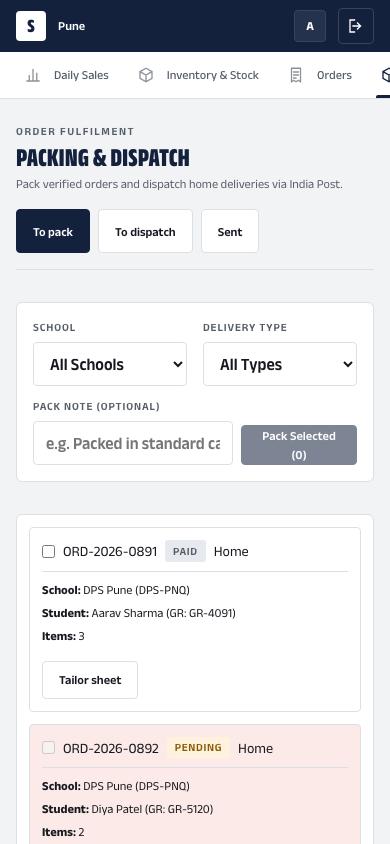 S
Pune
A
Daily Sales
Inventory & Stock
Orders
ORDER FULFILMENT
PACKING & DISPATCH
Pack verified orders and dispatch home deliveries via India Post.
To pack
To dispatch
Sent
SCHOOL
DELIVERY TYPE
All Schools
All Types
PACK NOTE (OPTIONAL)
e.g. Packed in standard ca
Pack Selected
(0)
ORD-2026-0891 PAID Home
School: DPS Pune (DPS-PNQ)
Student: Aarav Sharma (GR: GR-4091)
Items: 3
Tailor sheet
ORD-2026-0892 PENDING Home
School: DPS Pune (DPS-PNQ)
Student: Diya Patel (GR: GR-5120)
Items: 2